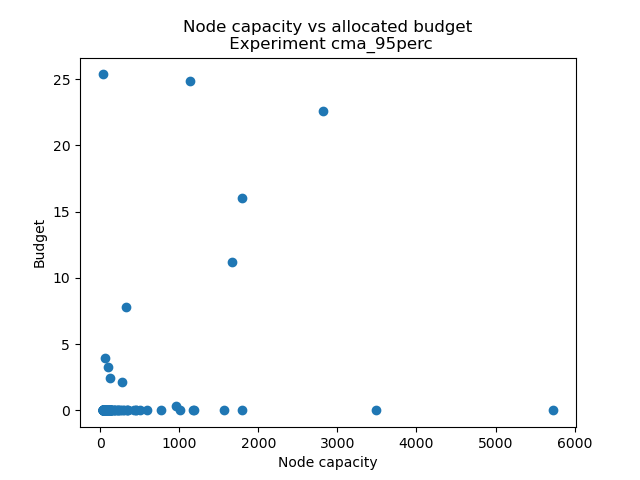 Node capacity vs allocated budget
Experiment cma_95perc
25
20
15
10
5
0
Budget
0 1000 2000 3000 4000 5000 6000
Node capacity